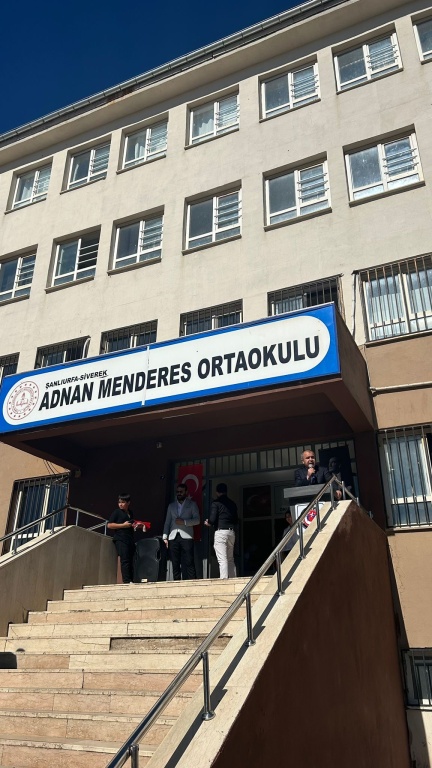 ŞANLIURFA-SİVEREK
ADNAN MENDERES ORTAOKULU